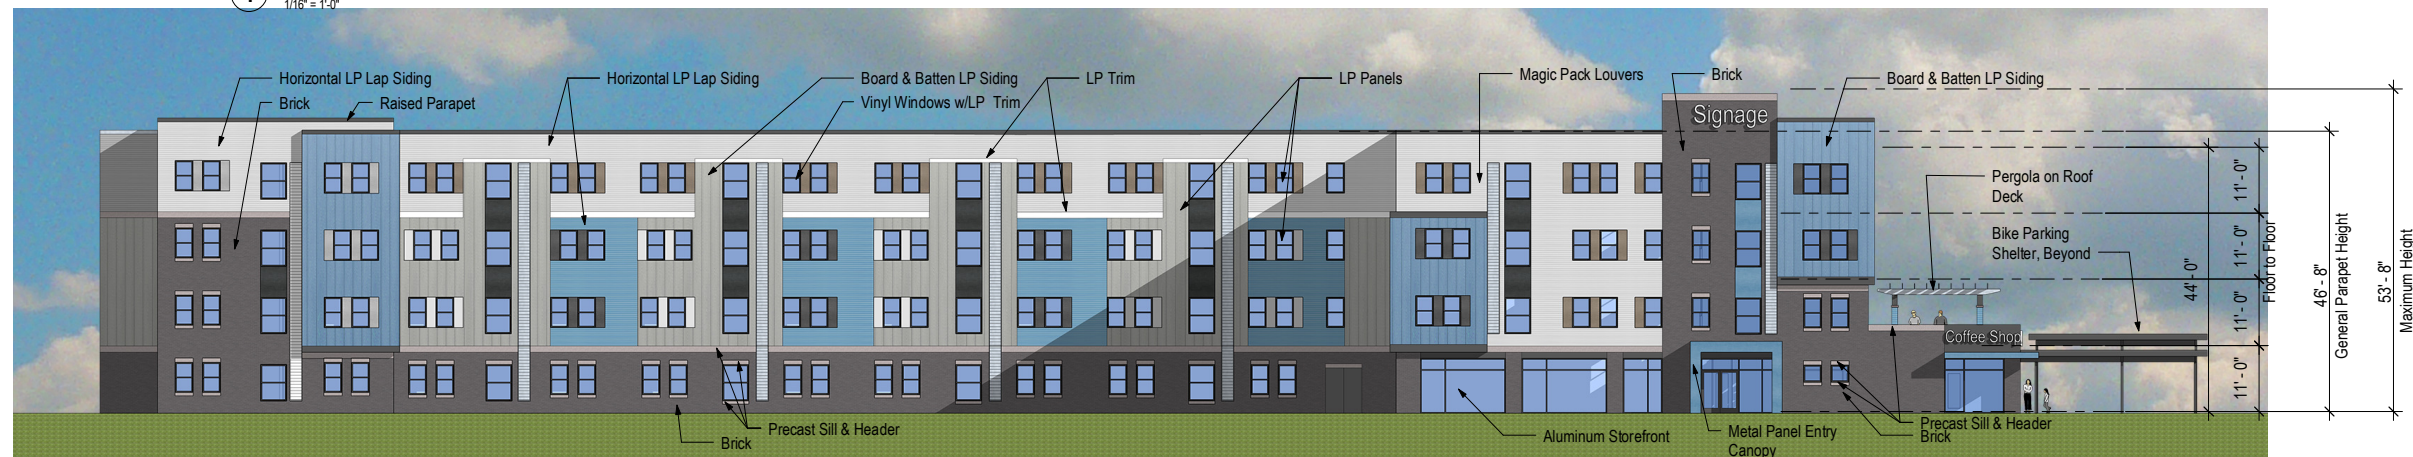 1/16" = 1'-0"
Horizontal LP Lap Siding
Brick
Raised Parapet
Horizontal LP Lap Siding
Board & Batten LP Siding
Vinyl Windows w/LP Trim
LP Trim
LP Panels
Magic Pack Louvers
Brick
Signage
Board & Batten LP Siding
Pergola on Roof
Deck
Bike Parking
Shelter, Beyond
Coffee Shop
11' - 0"
11' - 0"
11' - 0"
11' - 0"
Floor to Floor
44' - 0"
46' - 8"
General Parapet Height
53' - 8"
Maximum Height
Precast Sill & Header
Brick
Aluminum Storefront
Metal Panel Entry
Canopy
Precast Sill & Header
Brick